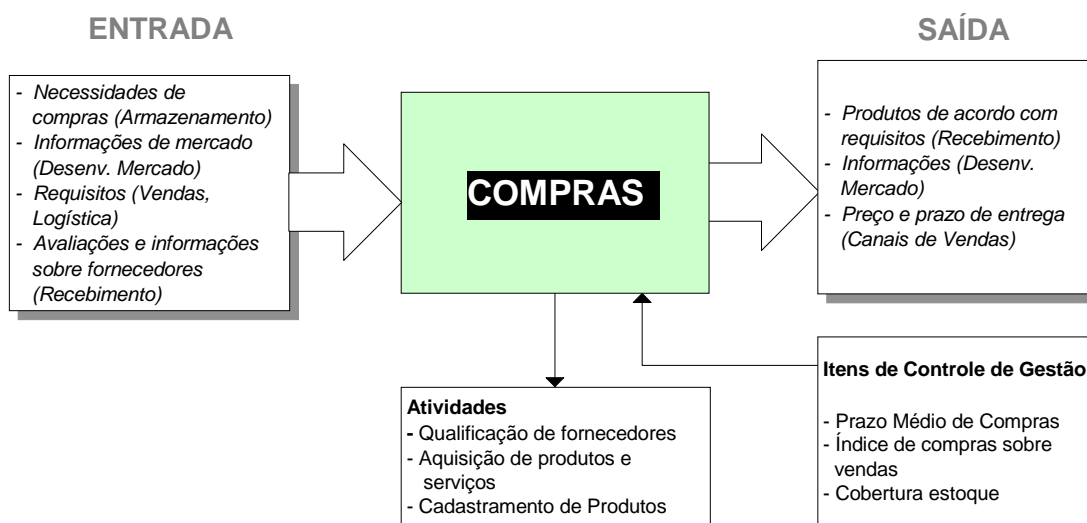 ENTRADA
- Necessidades de
compras (Armazenamento)
- Informações de mercado
(Desenv. Mercado)
- Requisitos (Vendas,
Logística)
- Avaliações e informações
sobre fornecedores
(Recebimento)
COMPRAS
SAÍDA
- Produtos de acordo com
requisitos (Recebimento)
- Informações (Desenv.
Mercado)
- Preço e prazo de entrega
(Canais de Vendas)
Atividades
- Qualificação de fornecedores
- Aquisição de produtos e
serviços
- Cadastramento de Produtos
Itens de Controle de Gestão
- Prazo Médio de Compras
- Índice de compras sobre
vendas
- Cobertura estoque